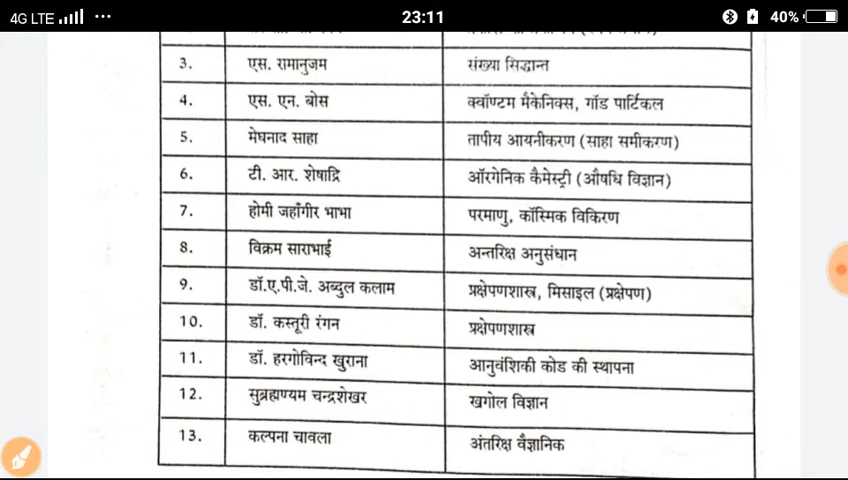 4G LTE 23:11 40%
3. एस. रामानुजम संख्या सिद्धान्त
4. एस. एन. बोस क्वॉण्टम मैकेनिक्स, गॉड पार्टिकल
5. मेघनाद साहा तापीय आयनीकरण (साहा समीकरण)
6. टी. आर. शेषाद्रि ऑरगेनिक कैमेस्ट्री (औषधि विज्ञान)
7. होमी जहाँगीर भाभा परमाणु, कॉस्मिक विकिरण
8. विक्रम साराभाई अन्तरिक्ष अनुसंधान
9. डॉ.ए.पी.जे. अब्दुल कलाम प्रक्षेपणशास्त्र, मिसाइल (प्रक्षेपण)
10. डॉ. कस्तूरी रंगन प्रक्षेपणशास्त्र
11. डॉ. हरगोविन्द खुराना आनुवंशिकी कोड की स्थापना
12. सुब्रह्मण्यम चन्द्रशेखर खगोल विज्ञान
13. कल्पना चावला अंतरिक्ष वैज्ञानिक